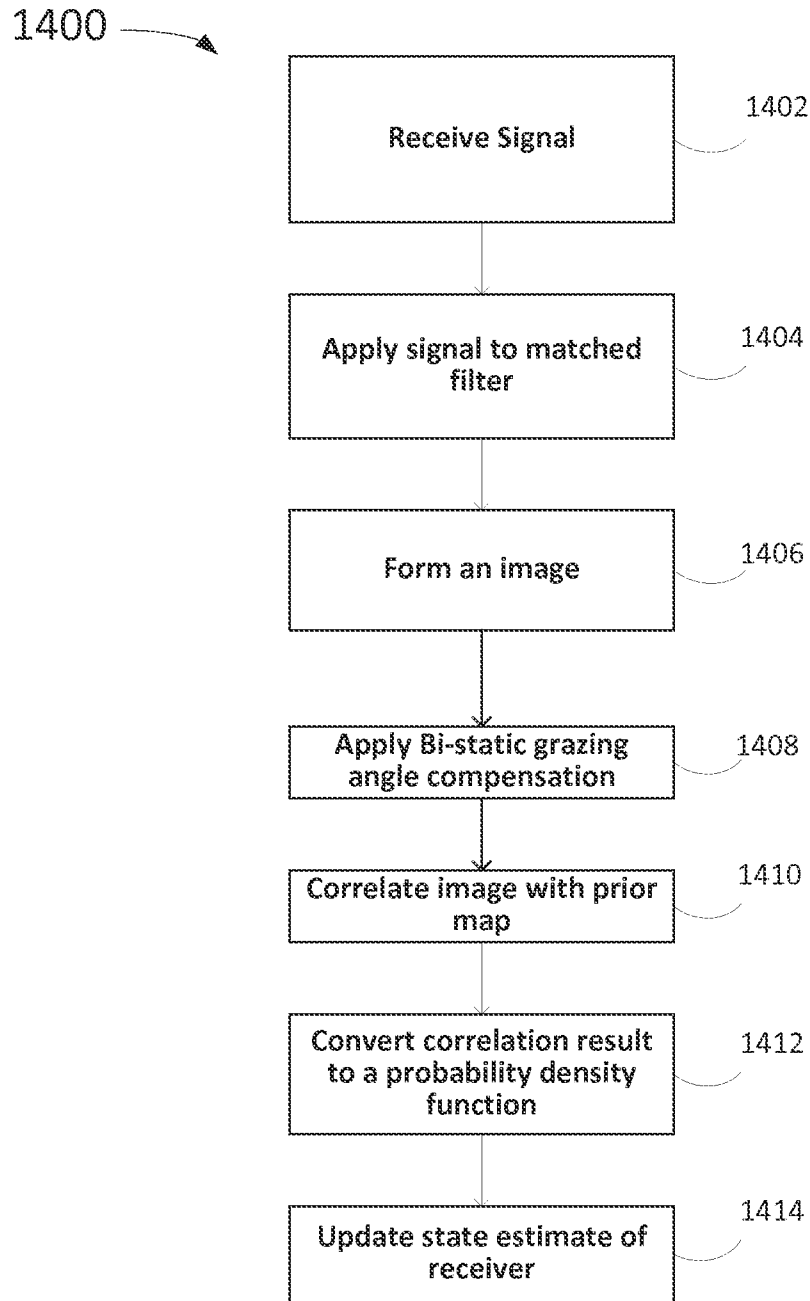 1400
Receive Signal
1402
Apply signal to matched
filter
1404
Form an image
1406
Apply Bi-static grazing
angle compensation
1408
Correlate image with prior
map
1410
Convert correlation result
to a probability density
function
1412
Update state estimate of
receiver
1414